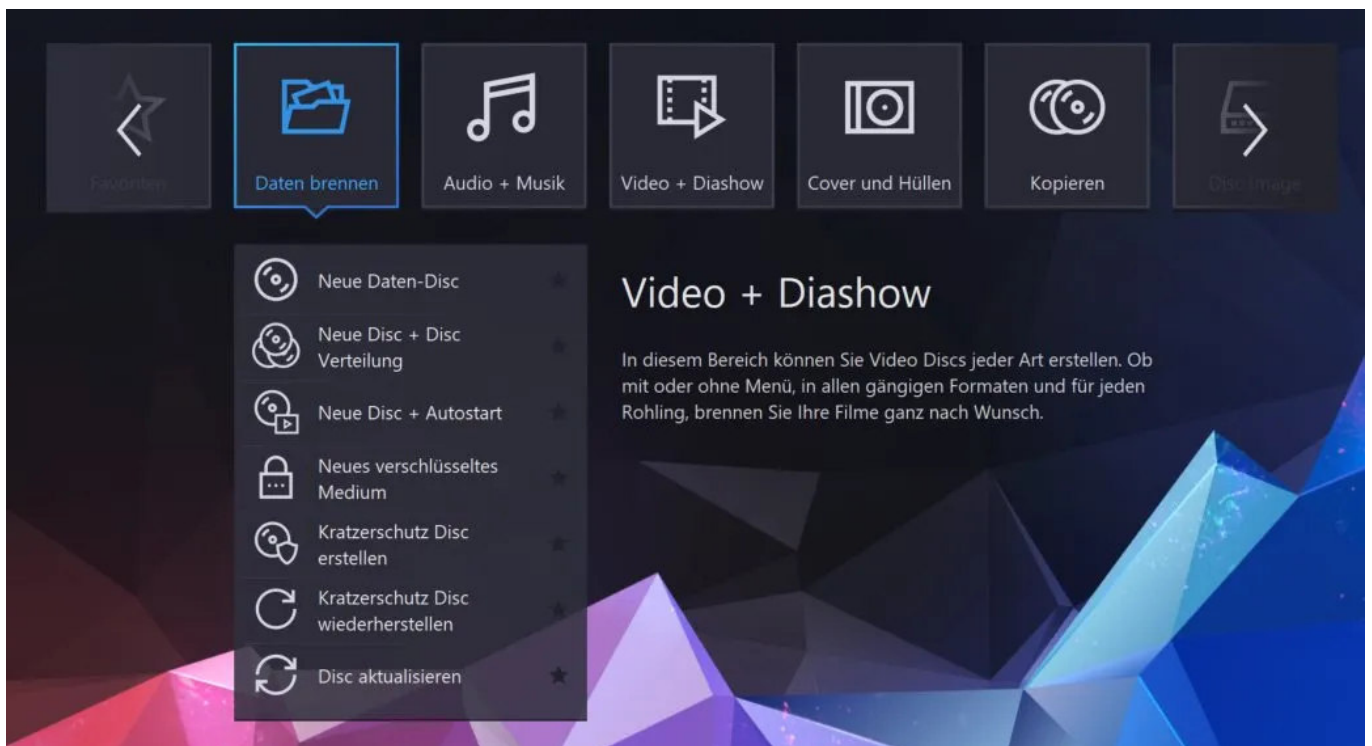 Favoriten
Daten brennen
Audio + Musik
Video + Diashow
Cover und Hüllen
Kopieren
Disc Image
Neue Daten-Disc
Neue Disc + Disc
Verteilung
Neue Disc + Autostart
Neues verschlüsseltes
Medium
Kratzerschutz Disc
erstellen
Kratzerschutz Disc
wiederherstellen
Disc aktualisieren
Video + Diashow
In diesem Bereich können Sie Video Discs jeder Art erstellen. Ob
mit oder ohne Menü, in allen gängigen Formaten und für jeden
Rohling, brennen Sie Ihre Filme ganz nach Wunsch.